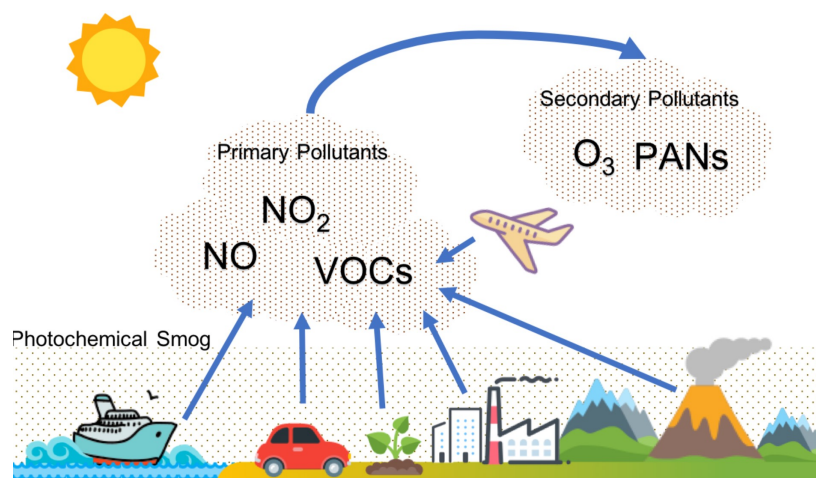 Secondary Pollutants
O₃ PANs
Primary Pollutants
NO₂
NO
VOCs
Photochemical Smog